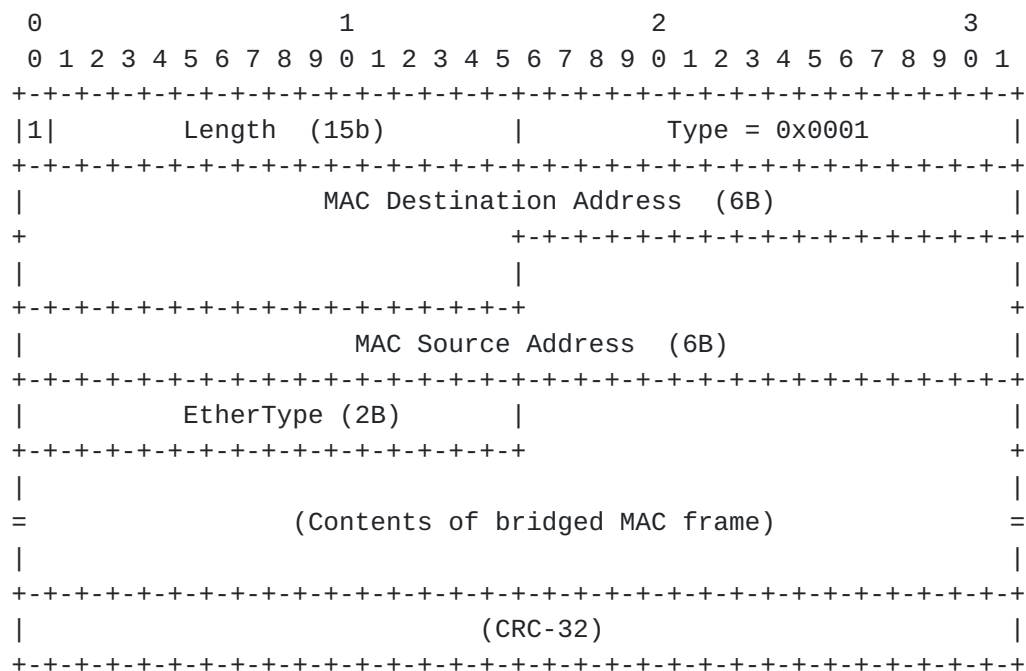 0                   1                   2                   3
 0 1 2 3 4 5 6 7 8 9 0 1 2 3 4 5 6 7 8 9 0 1 2 3 4 5 6 7 8 9 0 1
+-+-+-+-+-+-+-+-+-+-+-+-+-+-+-+-+-+-+-+-+-+-+-+-+-+-+-+-+-+-+-+-+
|1|        Length  (15b)        |         Type = 0x0001         |
+-+-+-+-+-+-+-+-+-+-+-+-+-+-+-+-+-+-+-+-+-+-+-+-+-+-+-+-+-+-+-+-+
|                   MAC Destination Address  (6B)               |
+                               +-+-+-+-+-+-+-+-+-+-+-+-+-+-+-+-+
|                               |                               |
+-+-+-+-+-+-+-+-+-+-+-+-+-+-+-+-+                               +
|                     MAC Source Address  (6B)                  |
+-+-+-+-+-+-+-+-+-+-+-+-+-+-+-+-+-+-+-+-+-+-+-+-+-+-+-+-+-+-+-+-+
|          EtherType (2B)       |                               |
+-+-+-+-+-+-+-+-+-+-+-+-+-+-+-+-+                               +
|                                                               |
=                 (Contents of bridged MAC frame)               =
|                                                               |
+-+-+-+-+-+-+-+-+-+-+-+-+-+-+-+-+-+-+-+-+-+-+-+-+-+-+-+-+-+-+-+-+
|                             (CRC-32)                          |
+-+-+-+-+-+-+-+-+-+-+-+-+-+-+-+-+-+-+-+-+-+-+-+-+-+-+-+-+-+-+-+-+